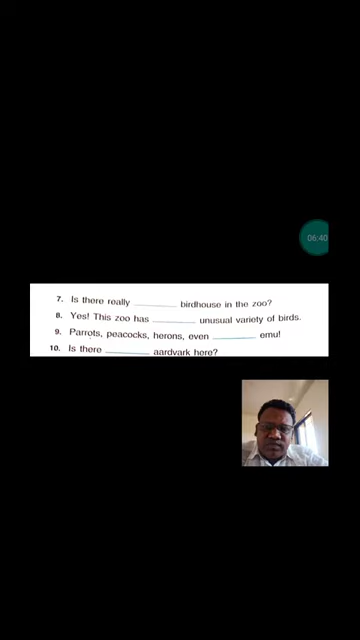 06:40
7. Is there really ________ birdhouse in the zoo?
8. Yes! This zoo has ________ unusual variety of birds.
9. Parrots, peacocks, herons, even ________ emu!
10. Is there ________ aardvark here?